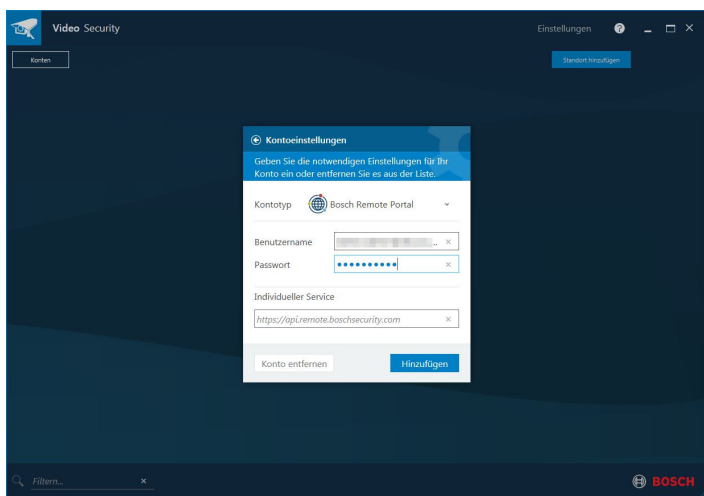 Video Security
Einstellungen
Konten
Standort hinzufügen
Kontoeinstellungen
Geben Sie die notwendigen Einstellungen für Ihr
Konto ein oder entfernen Sie es aus der Liste.
Kontotyp Bosch Remote Portal
Benutzername
Passwort
Individueller Service
https://api.remote.boschsecurity.com
Konto entfernen
Hinzufügen
Filtern...
BOSCH